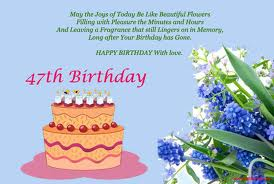 May the Joys of Today Be Like Beautiful Flowers
Filling with Pleasure the Minutes and Hours
And Leaving a Fragrance that still Lingers on in Memory,
Long after Your Birthday has Gone.
HAPPY BIRTHDAY With love.
47th Birthday